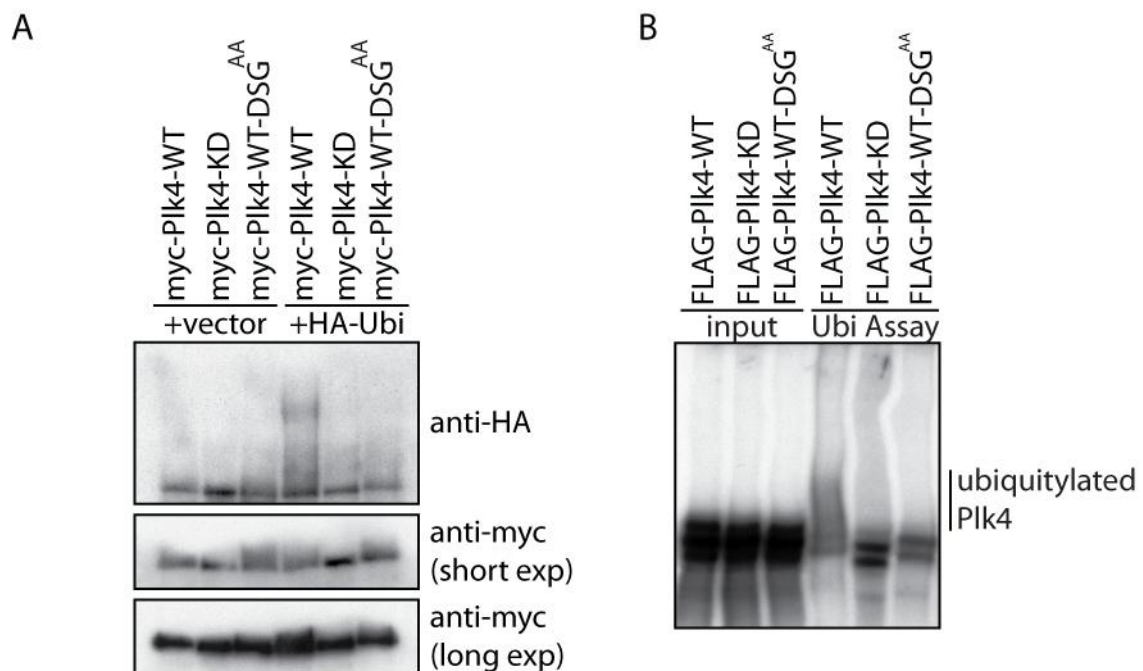 A
myc-Plk4-WT
myc-Plk4-KD
myc-Plk4-WT-DSG^AA
myc-Plk4-WT
myc-Plk4-KD
myc-Plk4-WT-DSG^AA
+vector
+HA-Ubi
anti-HA
anti-myc
(short exp)
anti-myc
(long exp)
B
FLAG-Plk4-WT
FLAG-Plk4-KD
FLAG-Plk4-WT-DSG^AA
FLAG-Plk4-WT
FLAG-Plk4-KD
FLAG-Plk4-WT-DSG^AA
input
Ubi Assay
ubiquitylated
Plk4